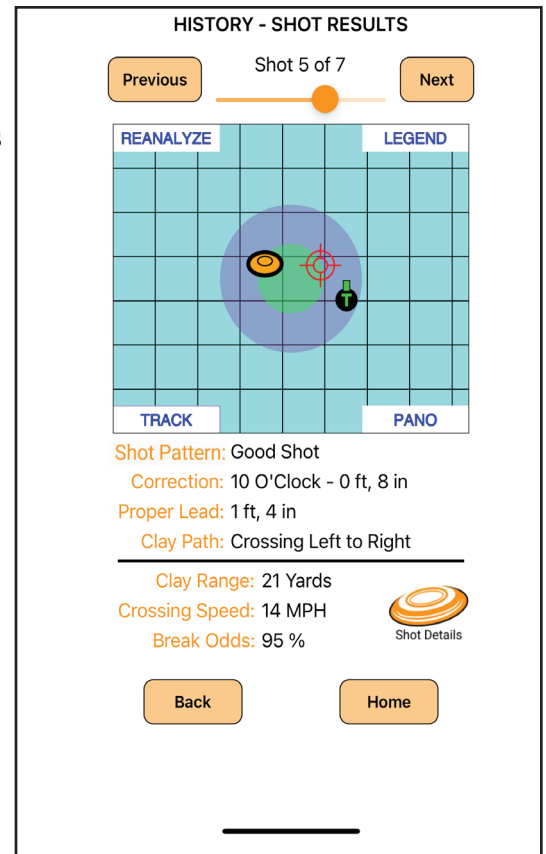 HISTORY - SHOT RESULTS
Previous
Shot 5 of 7
Next
REANALYZE
LEGEND
T
TRACK
PANO
Shot Pattern: Good Shot
Correction: 10 O'Clock - 0 ft, 8 in
Proper Lead: 1 ft, 4 in
Clay Path: Crossing Left to Right
Clay Range: 21 Yards
Crossing Speed: 14 MPH
Break Odds: 95 %
Shot Details
Back
Home